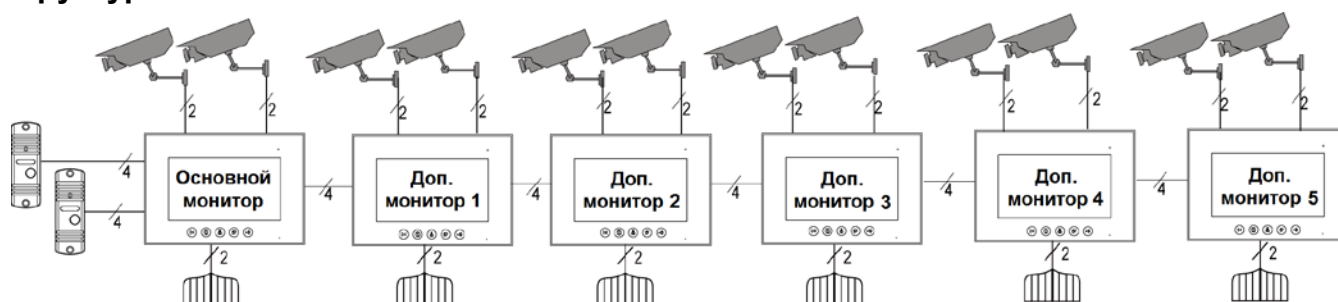 2 2 2 2 2 2 2 2 2 2 2 2
4
4
Основной
монитор
4
Доп.
монитор 1
4
Доп.
монитор 2
4
Доп.
монитор 3
4
Доп.
монитор 4
4
Доп.
монитор 5
2 2 2 2 2 2